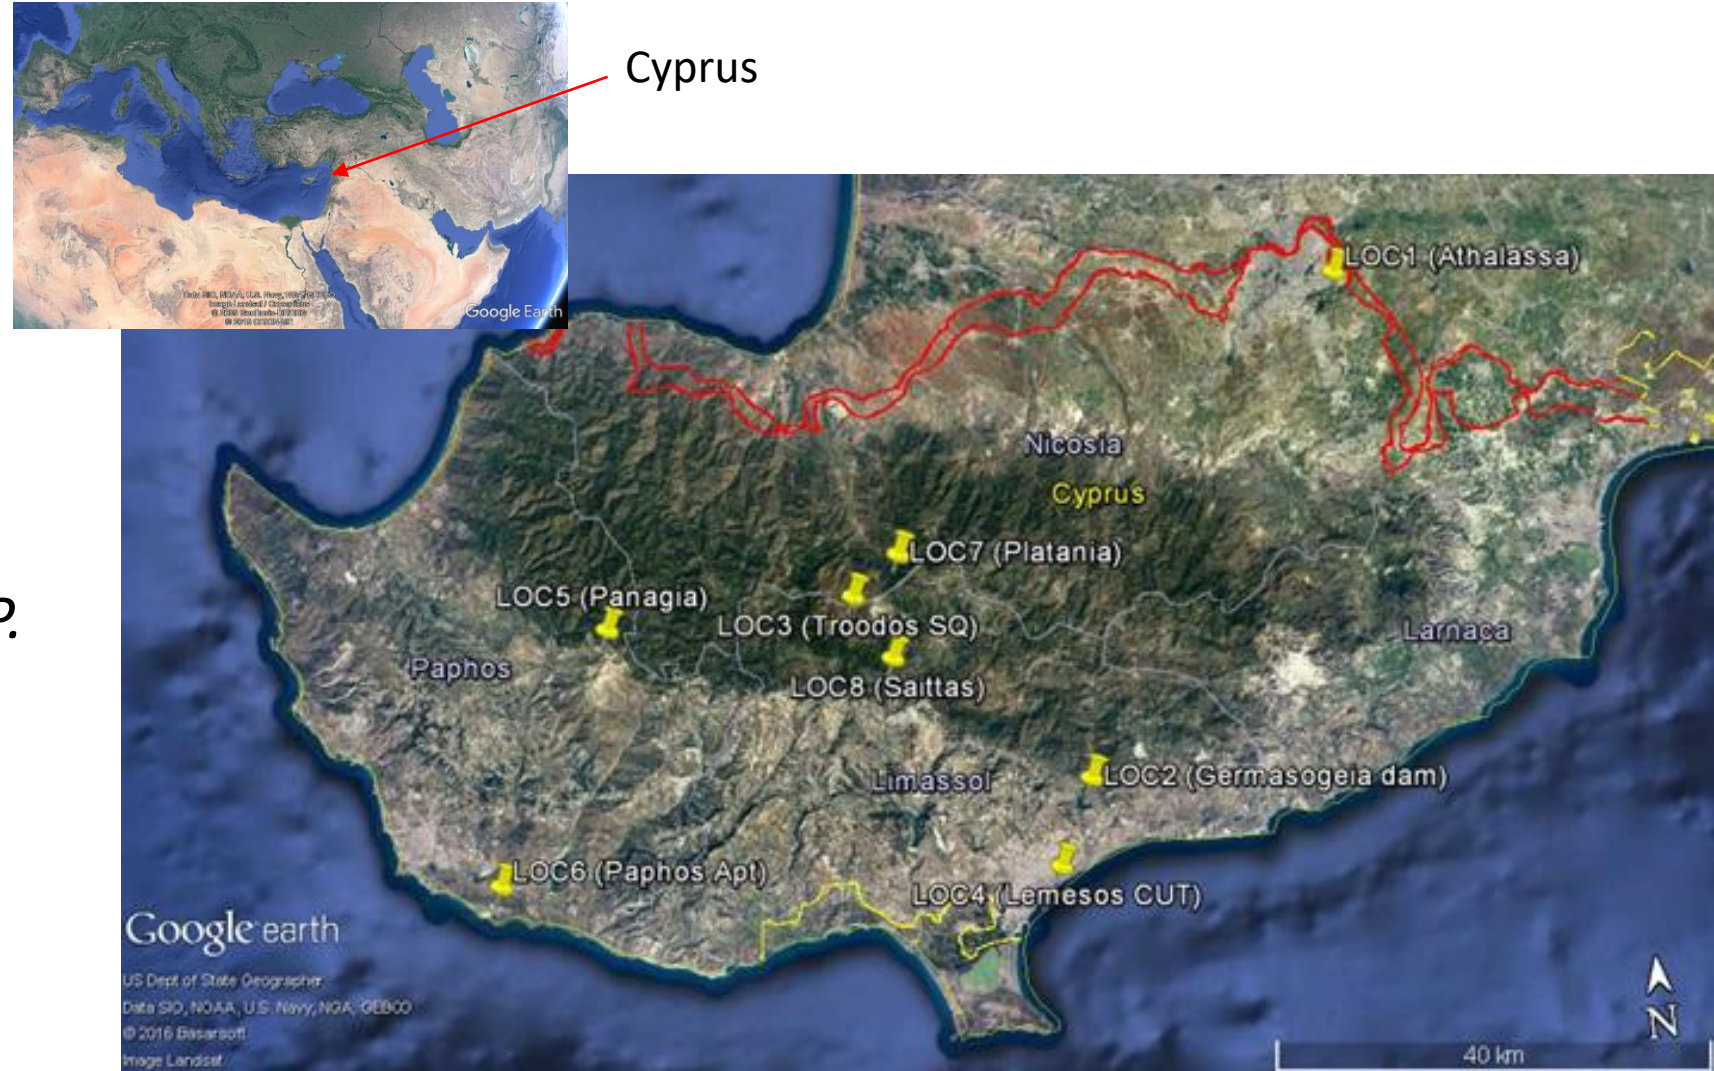 Cyprus
Google Earth
LOC1 (Athalassa)
Nicosia
Cyprus
LOC7 (Platania)
LOC5 (Panagia)
LOC3 (Troodos SQ)
Larnaca
Paphos
LOC8 (Saittas)
Limassol
LOC2 (Germasogeia dam)
LOC6 (Paphos Apt)
LOC4 (Lemesos CUT)
Google earth
US Dept of State Geographer
Data SIO, NOAA, U.S. Navy, NGA, GEBCO
© 2016 Basarsoft
Image Landsat
N
40 km